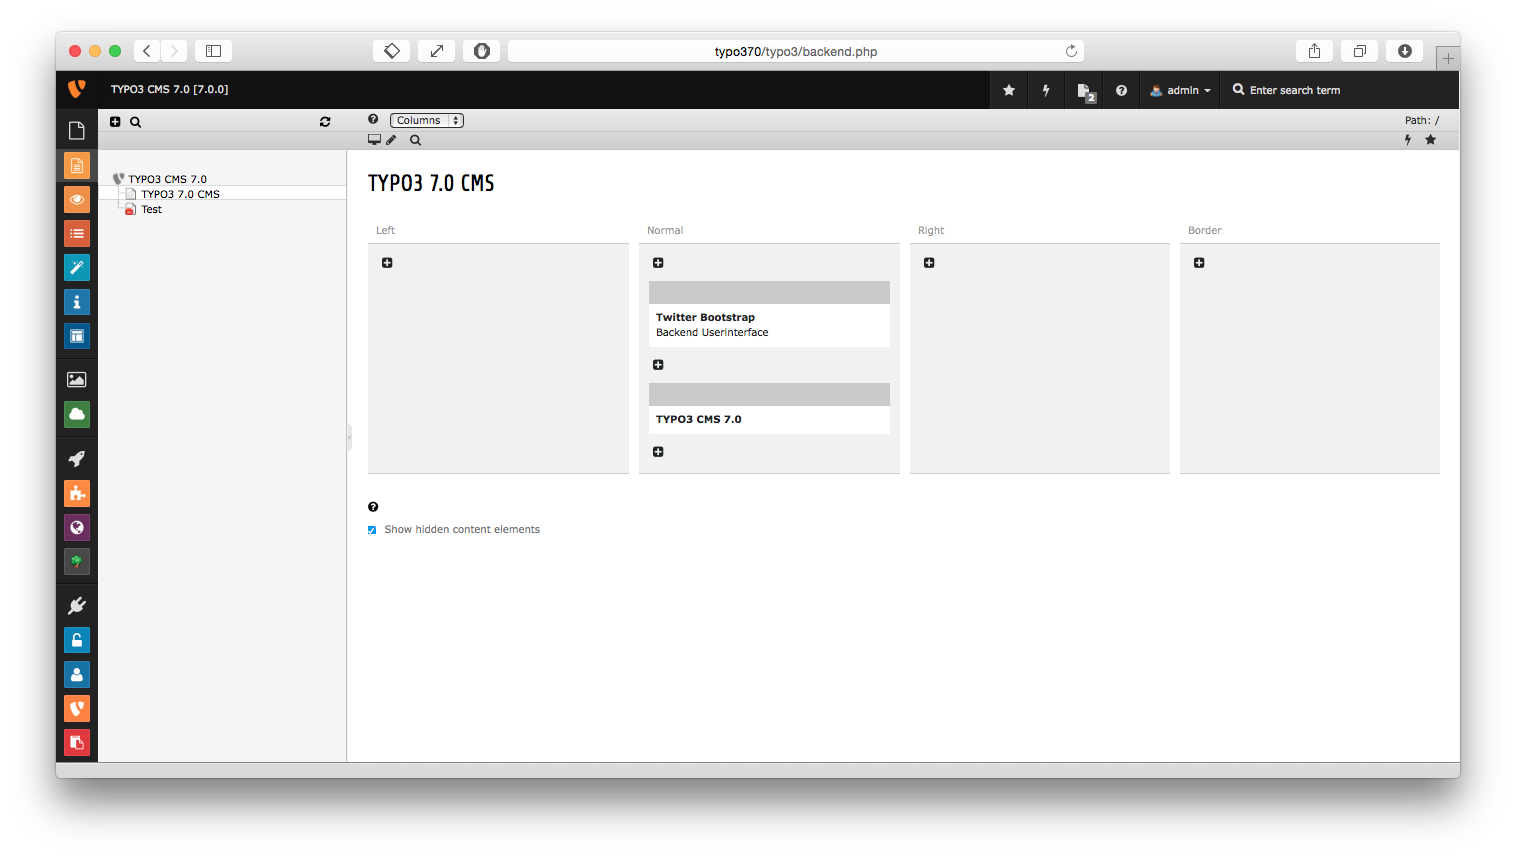 typo370/typo3/backend.php
TYPO3 CMS 7.0 [7.0.0]
2
admin
Enter search term
Columns
Path: /
TYPO3 CMS 7.0
TYPO3 7.0 CMS
Test
TYPO3 7.0 CMS
Left
Normal
Right
Border
Twitter Bootstrap
Backend Userinterface
TYPO3 CMS 7.0
Show hidden content elements